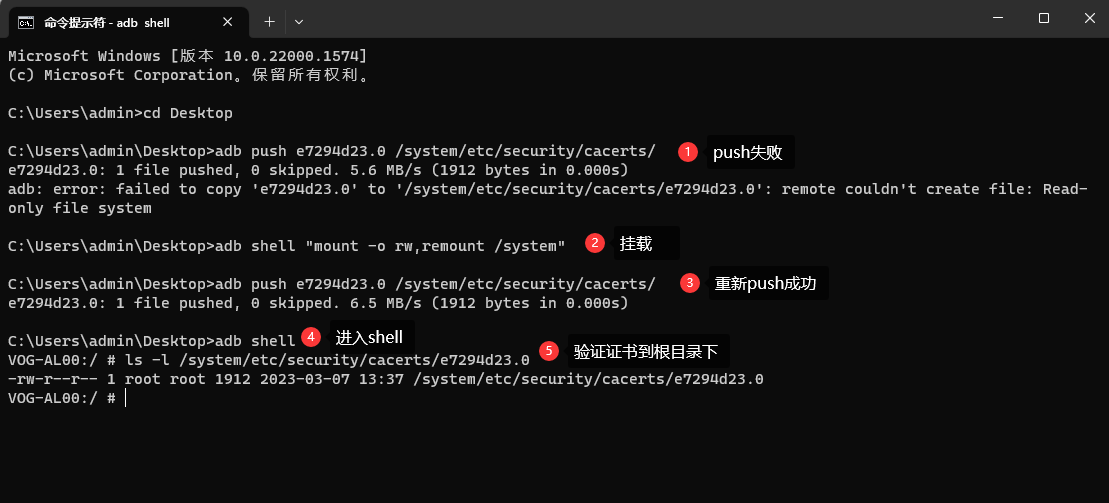 命令提示符 - adb shell
Microsoft Windows [版本 10.0.22000.1574]
(c) Microsoft Corporation。保留所有权利。
C:\Users\admin>cd Desktop
C:\Users\admin\Desktop>adb push e7294d23.0 /system/etc/security/cacerts/ 1 push失败
e7294d23.0: 1 file pushed, 0 skipped. 5.6 MB/s (1912 bytes in 0.000s)
adb: error: failed to copy 'e7294d23.0' to '/system/etc/security/cacerts/e7294d23.0': remote couldn't create file: Read-
only file system
C:\Users\admin\Desktop>adb shell "mount -o rw,remount /system" 2 挂载
C:\Users\admin\Desktop>adb push e7294d23.0 /system/etc/security/cacerts/ 3 重新push成功
e7294d23.0: 1 file pushed, 0 skipped. 6.5 MB/s (1912 bytes in 0.000s)
C:\Users\admin\Desktop>adb shell 4 进入shell
VOG-AL00:/ # ls -l /system/etc/security/cacerts/e7294d23.0 5 验证证书到根目录下
-rw-r--r-- 1 root root 1912 2023-03-07 13:37 /system/etc/security/cacerts/e7294d23.0
VOG-AL00:/ #